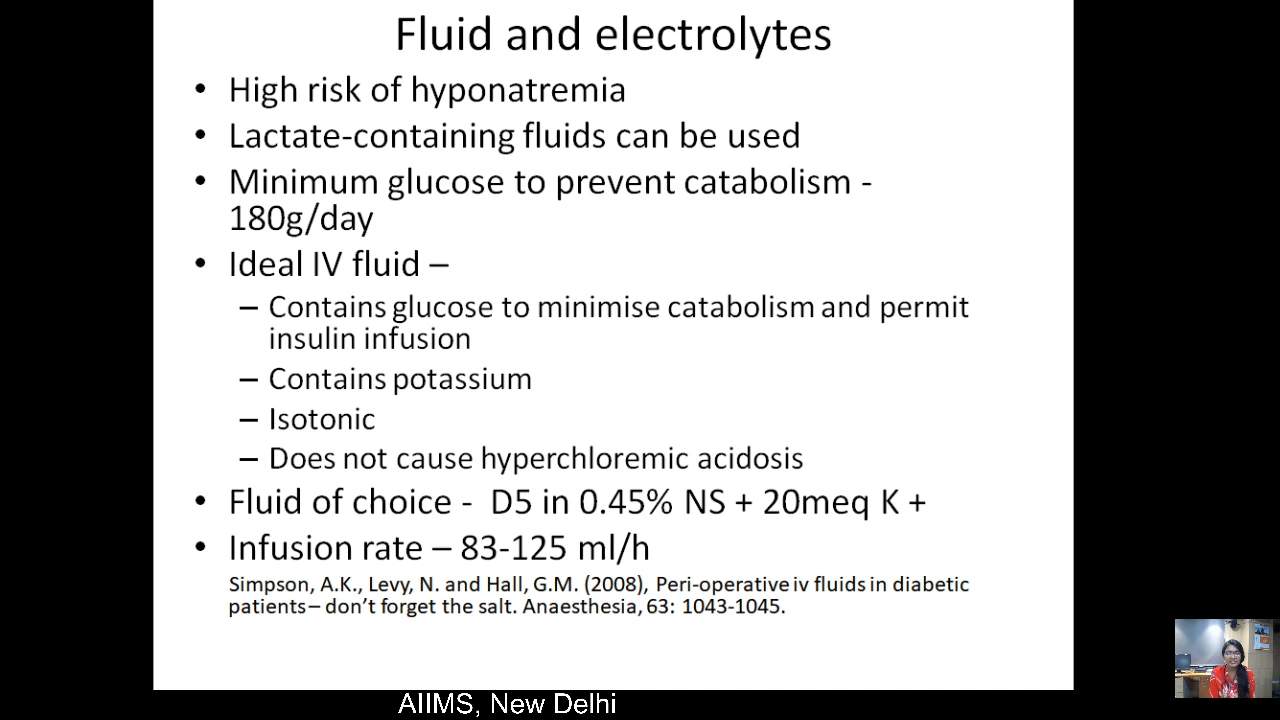 Fluid and electrolytes
• High risk of hyponatremia
• Lactate-containing fluids can be used
• Minimum glucose to prevent catabolism -
180g/day
• Ideal IV fluid –
– Contains glucose to minimise catabolism and permit
insulin infusion
– Contains potassium
– Isotonic
– Does not cause hyperchloremic acidosis
• Fluid of choice - D5 in 0.45% NS + 20meq K +
• Infusion rate – 83-125 ml/h
Simpson, A.K., Levy, N. and Hall, G.M. (2008), Peri-operative iv fluids in diabetic
patients – don't forget the salt. Anaesthesia, 63: 1043-1045.
AIIMS, New Delhi